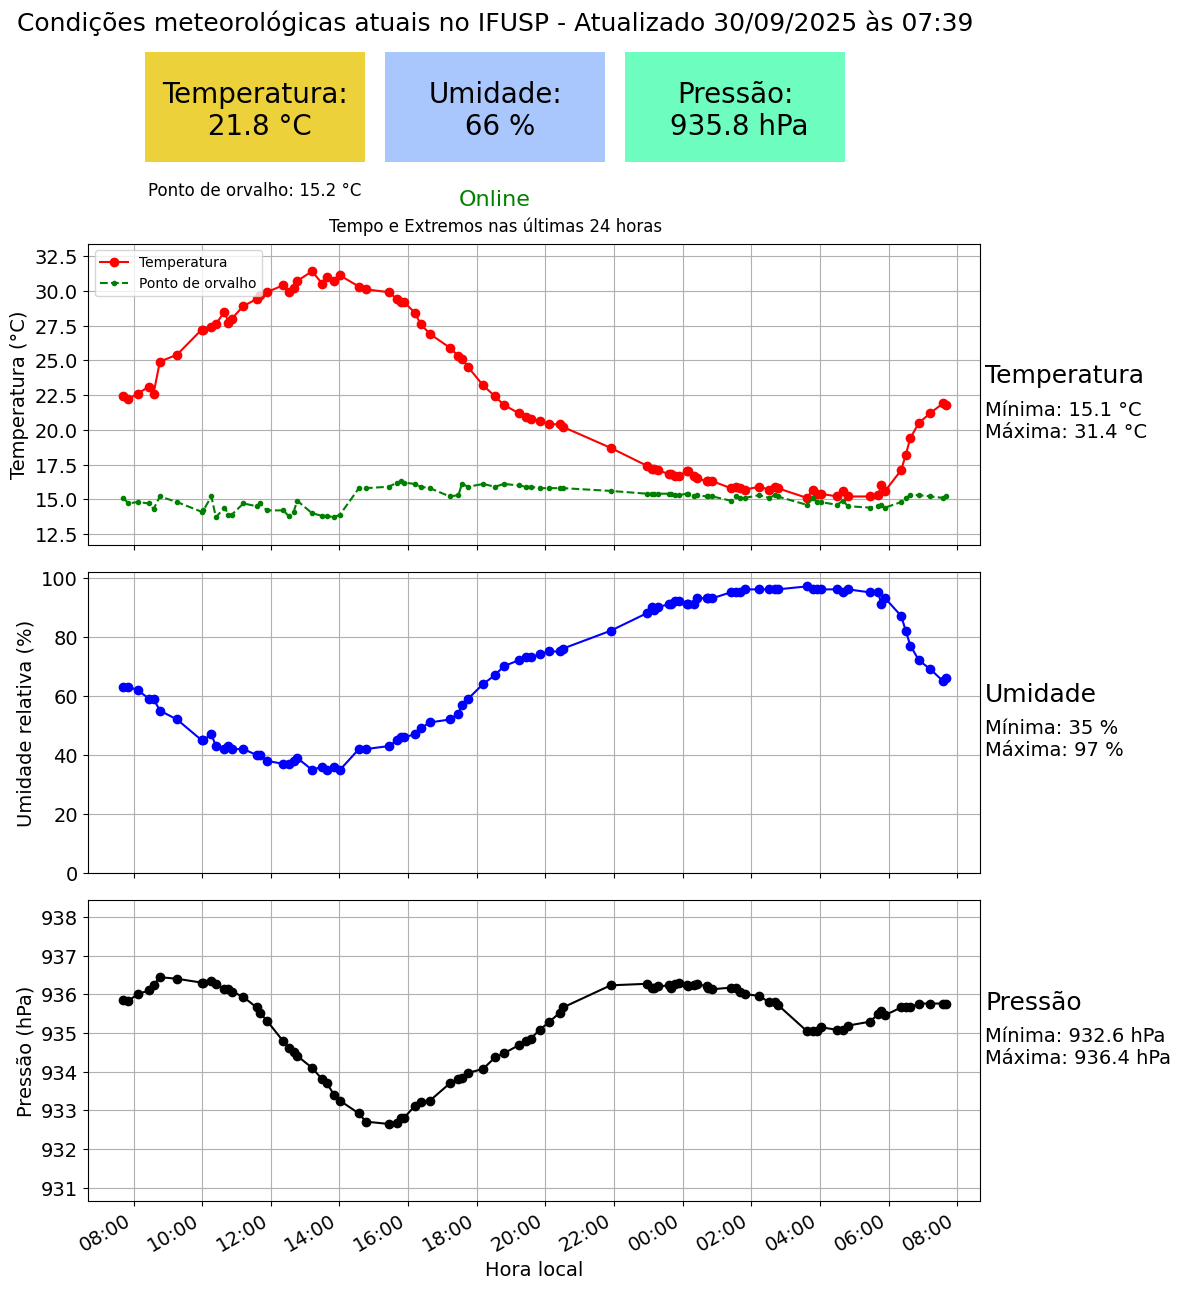 Condições meteorológicas atuais no IFUSP - Atualizado 30/09/2025 às 07:39
Temperatura:
21.8 °C
Umidade:
66 %
Pressão:
935.8 hPa
Ponto de orvalho: 15.2 °C
Online
Tempo e Extremos nas últimas 24 horas
Temperatura
Ponto de orvalho
Temperatura (°C)
32.5
30.0
27.5
25.0
22.5
20.0
17.5
15.0
12.5
Temperatura
Mínima: 15.1 °C
Máxima: 31.4 °C
Umidade relativa (%)
100
80
60
40
20
0
Umidade
Mínima: 35 %
Máxima: 97 %
Pressão (hPa)
938
937
936
935
934
933
932
931
Pressão
Mínima: 932.6 hPa
Máxima: 936.4 hPa
08:00
10:00
12:00
14:00
16:00
18:00
20:00
22:00
00:00
02:00
04:00
06:00
08:00
Hora local